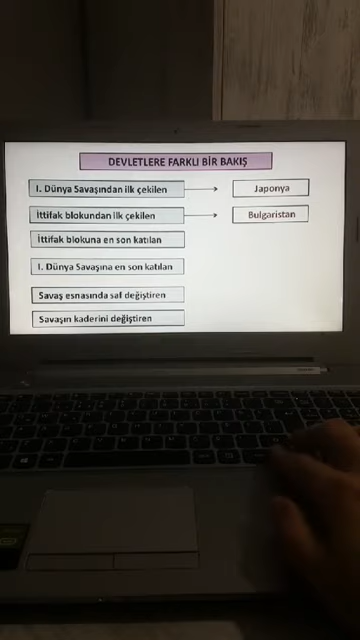 DEVLETLERE FARKLI BİR BAKIŞ
I. Dünya Savaşından ilk çekilen
Japonya
İttifak blokundan ilk çekilen
Bulgaristan
İttifak blokuna en son katılan
I. Dünya Savaşına en son katılan
Savaş esnasında saf değiştiren
Savaşın kaderini değiştiren